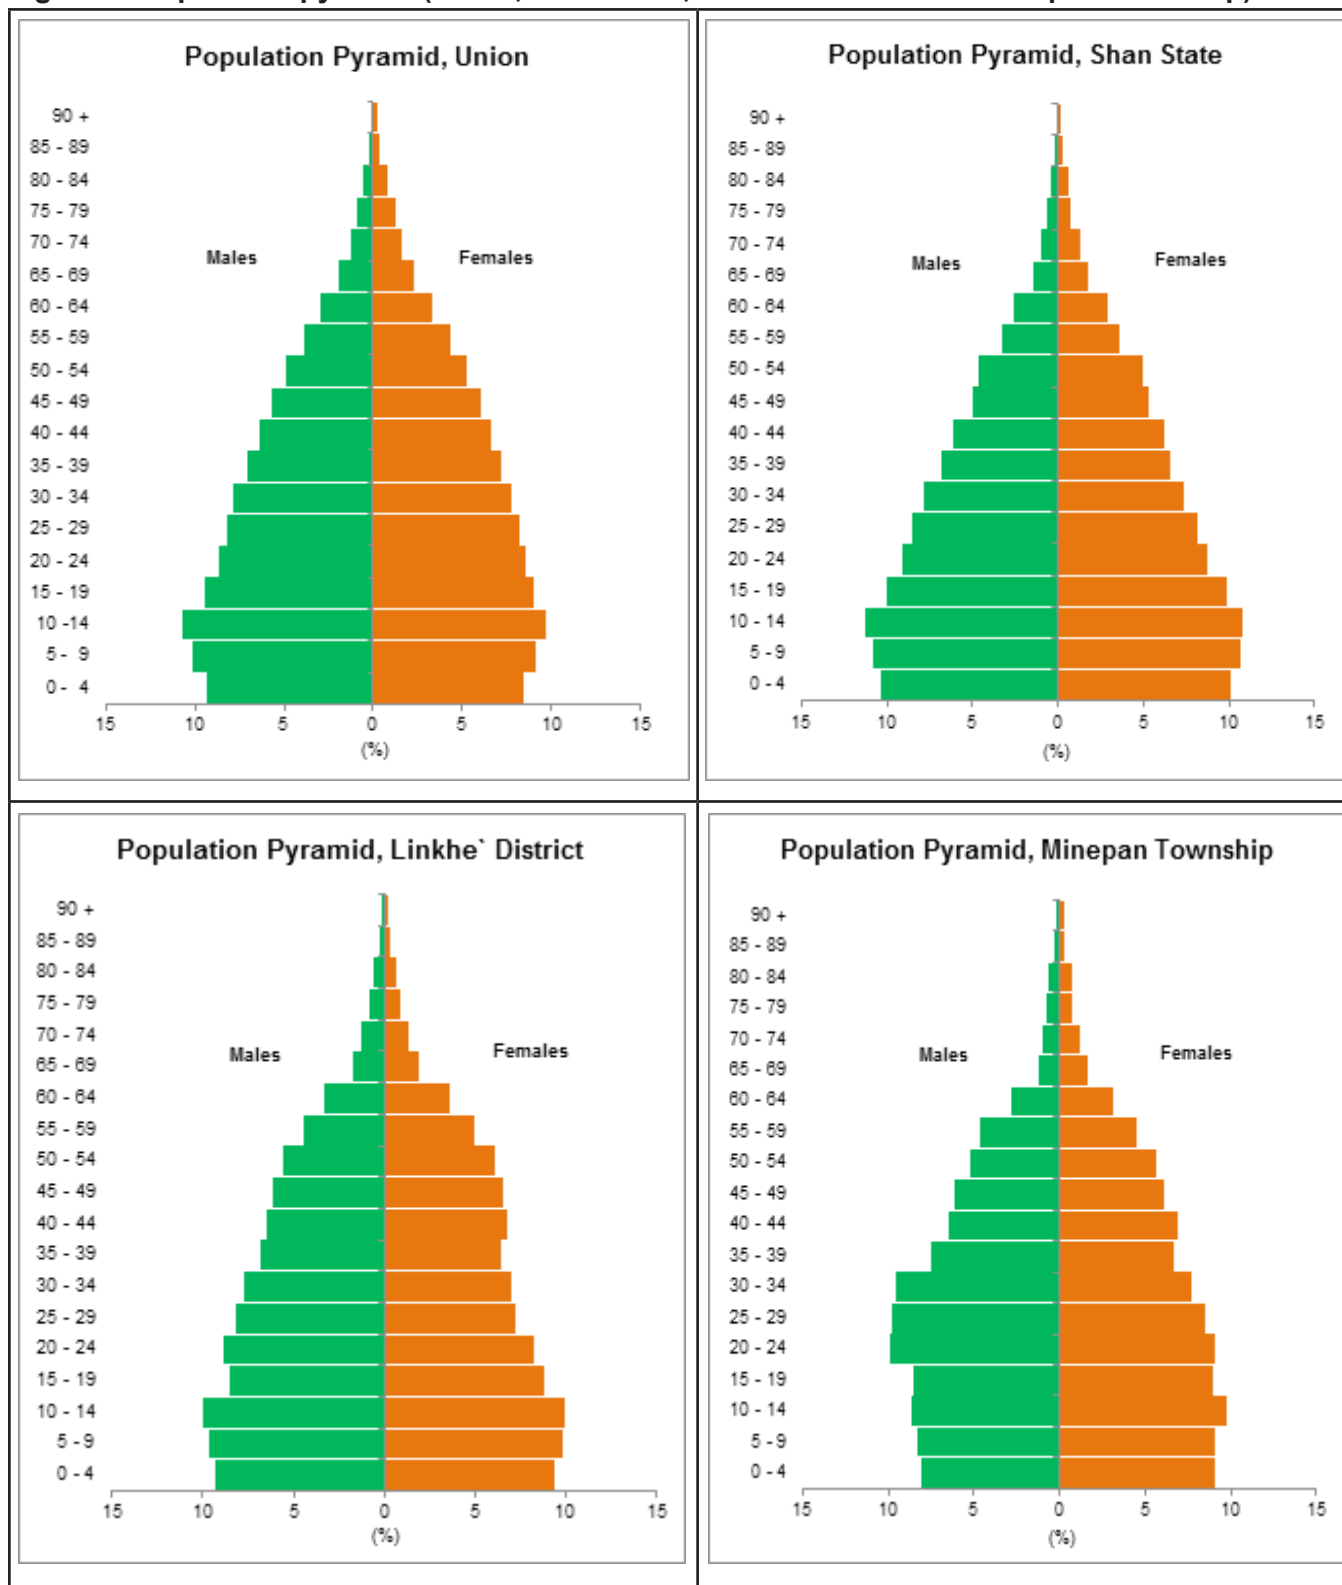 Population Pyramid, Union
90 +
85 - 89
80 - 84
75 - 79
70 - 74
65 - 69
60 - 64
55 - 59
50 - 54
45 - 49
40 - 44
35 - 39
30 - 34
25 - 29
20 - 24
15 - 19
10 -14
5 - 9
0 - 4
Males
Females
15 10 5 0 5 10 15
(%)
Population Pyramid, Shan State
90 +
85 - 89
80 - 84
75 - 79
70 - 74
65 - 69
60 - 64
55 - 59
50 - 54
45 - 49
40 - 44
35 - 39
30 - 34
25 - 29
20 - 24
15 - 19
10 - 14
5 - 9
0 - 4
Males
Females
15 10 5 0 5 10 15
(%)
Population Pyramid, Linkhe` District
90 +
85 - 89
80 - 84
75 - 79
70 - 74
65 - 69
60 - 64
55 - 59
50 - 54
45 - 49
40 - 44
35 - 39
30 - 34
25 - 29
20 - 24
15 - 19
10 - 14
5 - 9
0 - 4
Males
Females
15 10 5 0 5 10 15
(%)
Population Pyramid, Minepan Township
90 +
85 - 89
80 - 84
75 - 79
70 - 74
65 - 69
60 - 64
55 - 59
50 - 54
45 - 49
40 - 44
35 - 39
30 - 34
25 - 29
20 - 24
15 - 19
10 - 14
5 - 9
0 - 4
Males
Females
15 10 5 0 5 10 15
(%)